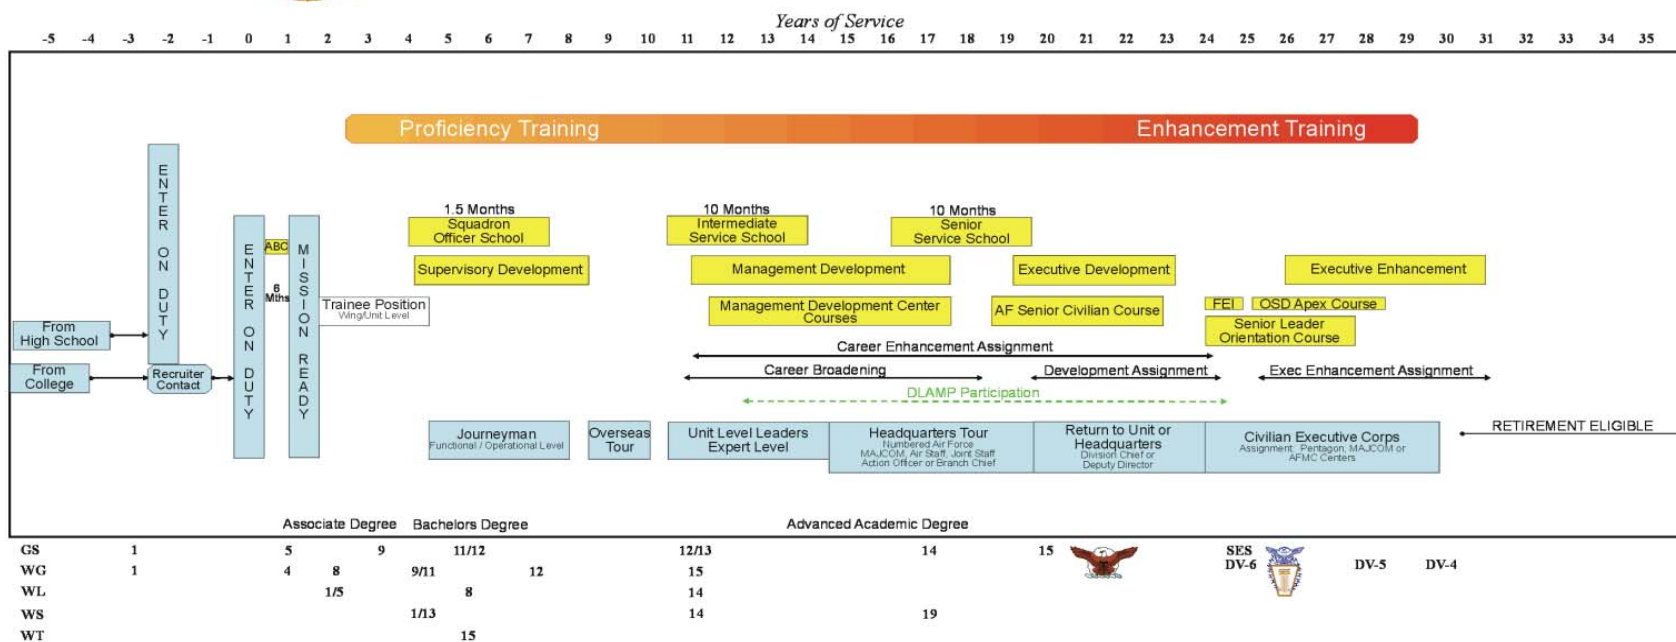 Years of Service
-5 -4 -3 -2 -1 0 1 2 3 4 5 6 7 8 9 10 11 12 13 14 15 16 17 18 19 20 21 22 23 24 25 26 27 28 29 30 31 32 33 34 35
Proficiency Training Enhancement Training
ENTER ON DUTY
From
High School
From
College
Recruiter
Contact
ENTER ON DUTY
ABC
6
Mths
MISSION READY
1.5 Months
Squadron
Officer School
10 Months
Intermediate
Service School
10 Months
Senior
Service School
Supervisory Development
Management Development
Executive Development
Executive Enhancement
Trainee Position
Wing/Unit Level
Management Development Center
Courses
AF Senior Civilian Course
FEI
OSD Apex Course
Senior Leader
Orientation Course
Career Enhancement Assignment
Career Broadening
Development Assignment
Exec Enhancement Assignment
DLAMP Participation
Journeyman
Functional / Operational Level
Overseas
Tour
Unit Level Leaders
Expert Level
Headquarters Tour
Numbered Air Force
MAJCOM, Air Staff, Joint Staff
Action Officer or Branch Chief
Return to Unit or
Headquarters
Division Chief or
Deputy Director
Civilian Executive Corps
Assignment: Pentagon, MAJCOM or
AFMC Centers
RETIREMENT ELIGIBLE
Associate Degree Bachelors Degree Advanced Academic Degree
GS 1 5 9 11/12 12/13 14 15 SES
WG 1 4 8 9/11 12 15 DV-6 DV-5 DV-4
WL 1/5 8 14
WS 1/13 14 19
WT 15